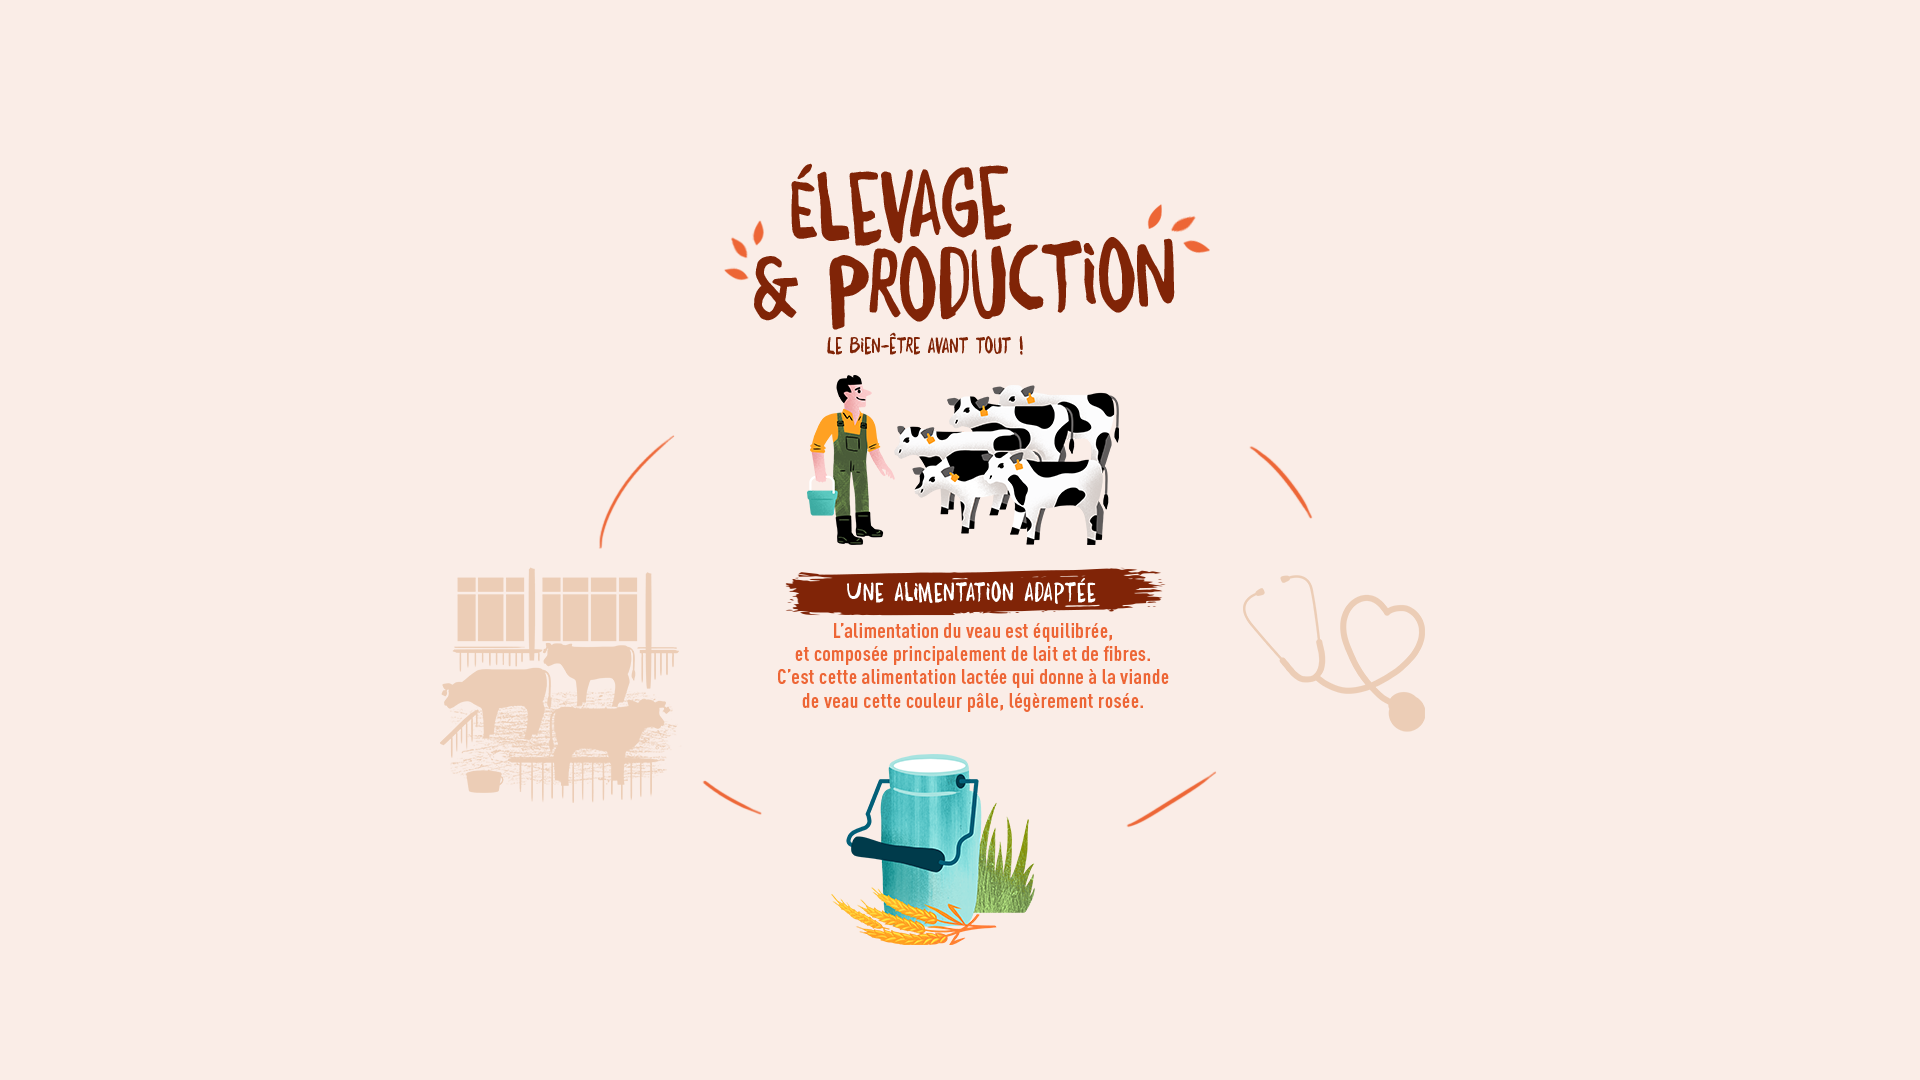 ÉLEVAGE
& PRODUCTION
LE BIEN-ÊTRE AVANT TOUT !
UNE ALIMENTATION ADAPTÉE
L'alimentation du veau est équilibrée,
et composée principalement de lait et de fibres.
C'est cette alimentation lactée qui donne à la viande
de veau cette couleur pâle, légèrement rosée.